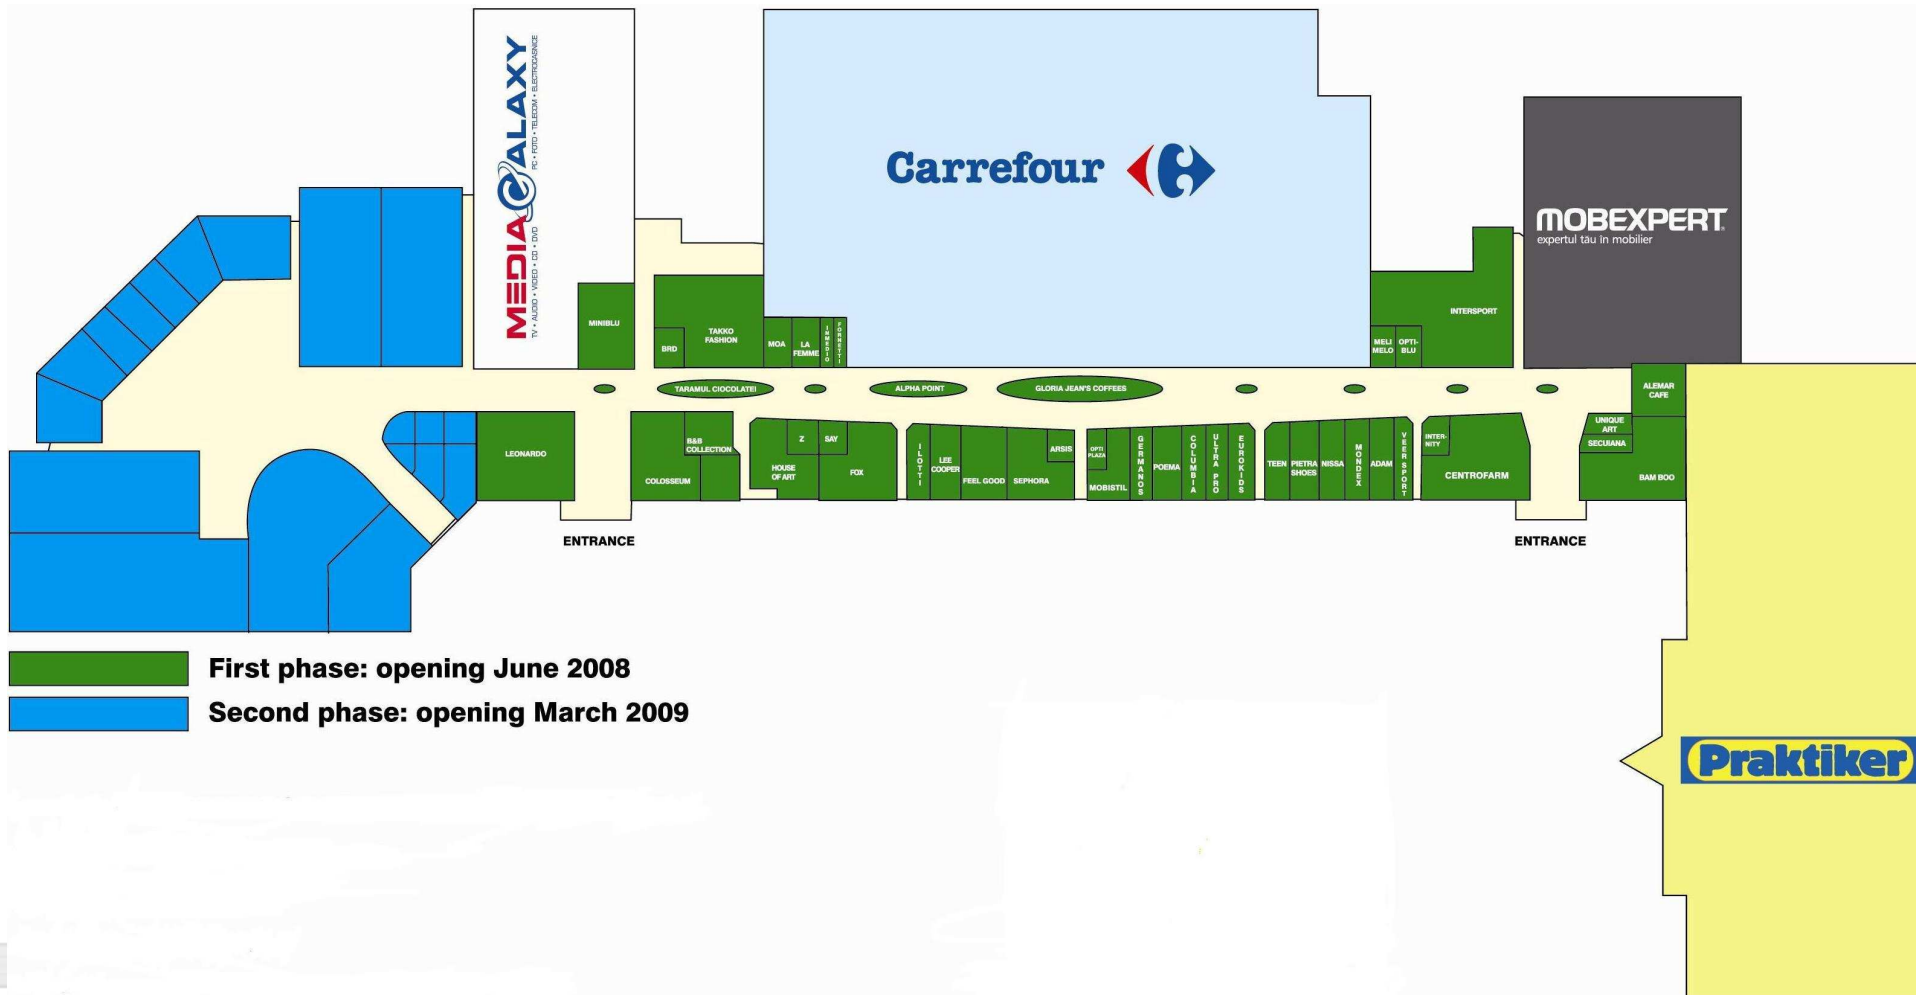 MEDIA GALAXY
TV • AUDIO • VIDEO • CD • DVD PC • FOTO • TELECOM • ELECTROCASNICE
Carrefour
MOBEXPERT
expertul tău în mobilier
MINIBLU
BRD
TAKKO
FASHION
MOA
LA
FEMME
INMEDIO
FORNETTI
INTERSPORT
MELI
MELO
OPTI-
BLU
TARAMUL CIOCOLATEI
ALPHA POINT
GLORIA JEAN'S COFFEES
ALEMAR
CAFE
LEONARDO
COLOSSEUM
B&B
COLLECTION
HOUSE
OF ART
Z
SAY
FOX
ILOTTI
LEE
COOPER
FEEL GOOD
SEPHORA
ARSIS
OPTI
PLAZA
MOBISTIL
GERMANOS
POEMA
COLUMBIA
ULTRA PRO
EUROKIDS
TEEN
PIETRA
SHOES
NISSA
MONDEX
ADAM
VEER SPORT
INTER-
NITY
CENTROFARM
UNIQUE
ART
SECUIANA
BAM BOO
ENTRANCE
ENTRANCE
First phase: opening June 2008
Second phase: opening March 2009
Praktiker